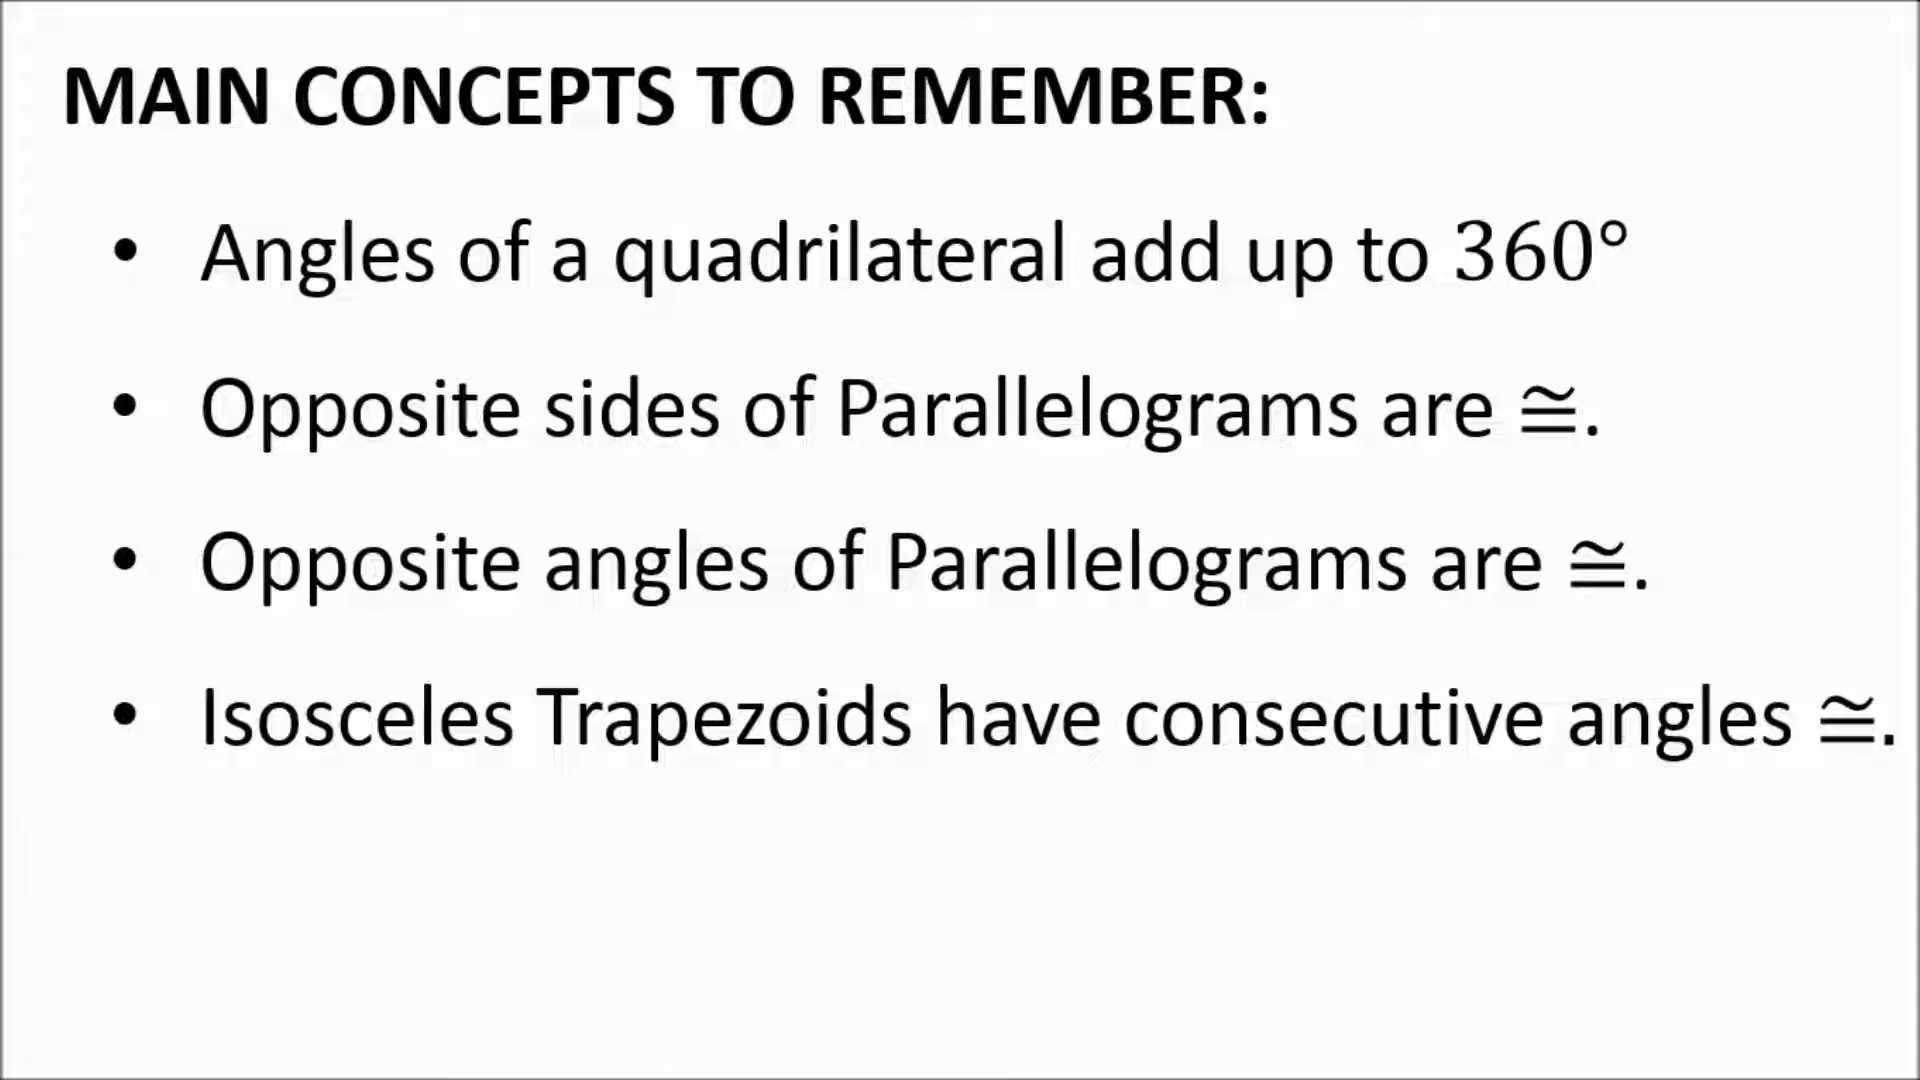 MAIN CONCEPTS TO REMEMBER:
• Angles of a quadrilateral add up to 360°
• Opposite sides of Parallelograms are ≅.
• Opposite angles of Parallelograms are ≅.
• Isosceles Trapezoids have consecutive angles ≅.